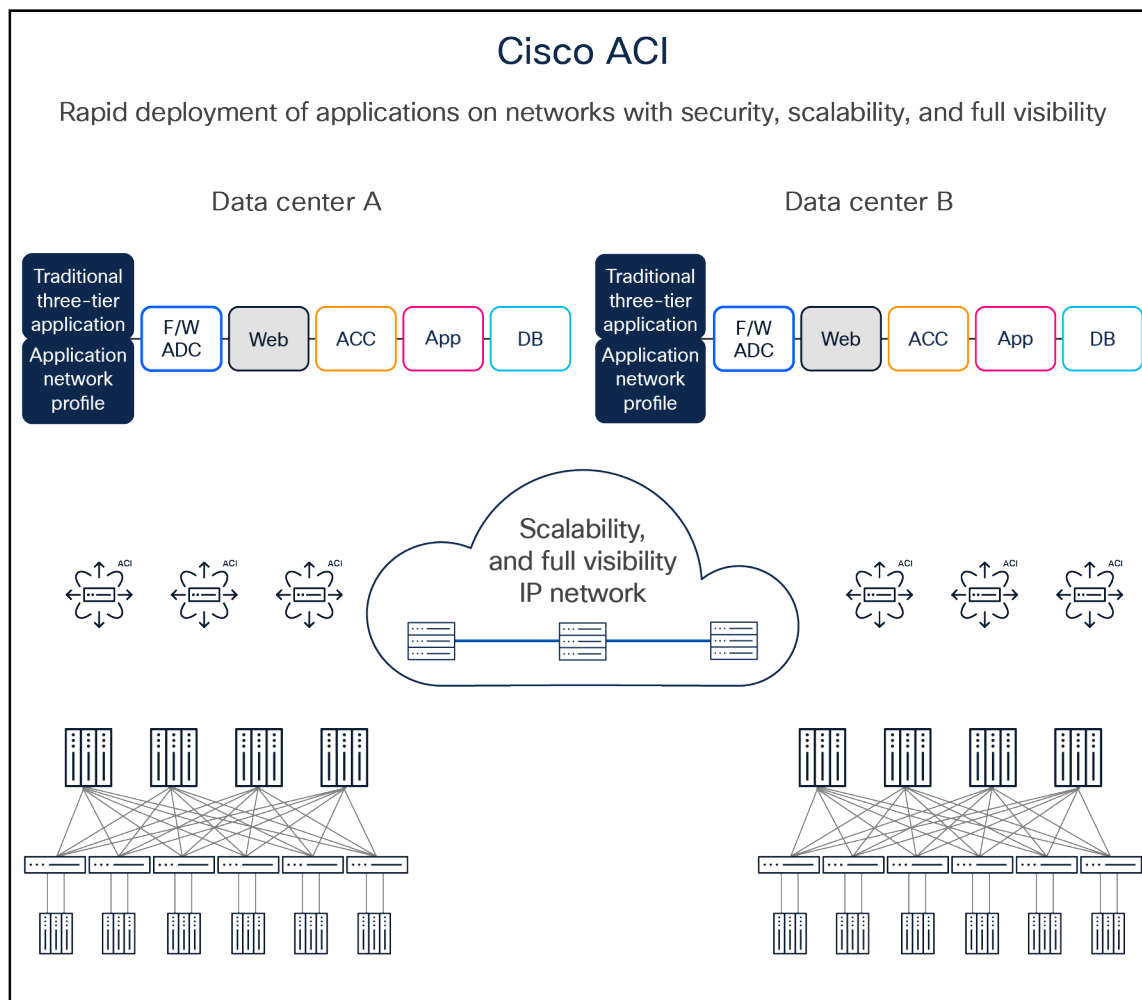 Cisco ACI
Rapid deployment of applications on networks with security, scalability, and full visibility
Data center A
Data center B
Traditional
three-tier
application
Application
network
profile
F/W
ADC
Web
ACC
App
DB
Traditional
three-tier
application
Application
network
profile
F/W
ADC
Web
ACC
App
DB
Scalability,
and full visibility
IP network
ACI
ACI
ACI
ACI
ACI
ACI